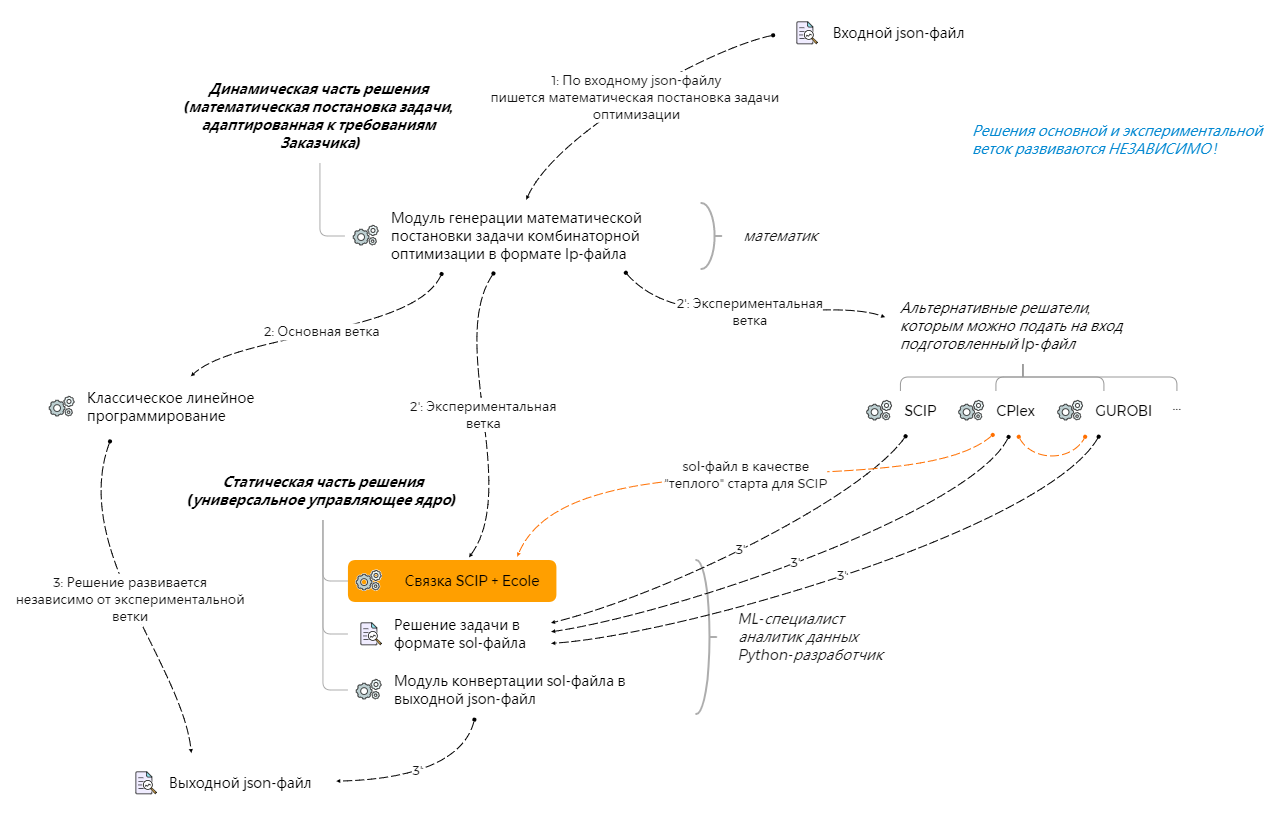 Входной json-файл
1: По входному json-файлу
пишется математическая постановка задачи
оптимизации
Динамическая часть решения
(математическая постановка задачи,
адаптированная к требованиям
Заказчика)
Решения основной и экспериментальной
веток развиваются НЕЗАВИСИМО!
Модуль генерации математической
постановки задачи комбинаторной
оптимизации в формате lp-файла
математик
2: Основная ветка
2': Экспериментальная
ветка
2': Экспериментальная
ветка
Альтернативные решатели,
которым можно подать на вход
подготовленный lp-файл
Классическое линейное
программирование
SCIP
CPlex
GUROBI
...
sol-файл в качестве
"теплого" старта для SCIP
Статическая часть решения
(универсальное управляющее ядро)
3'
3'
3'
Связка SCIP + Ecole
3: Решение развивается
независимо от экспериментальной
ветки
Решение задачи в
формате sol-файла
ML-специалист
аналитик данных
Python-разработчик
Модуль конвертации sol-файла в
выходной json-файл
3'
Выходной json-файл